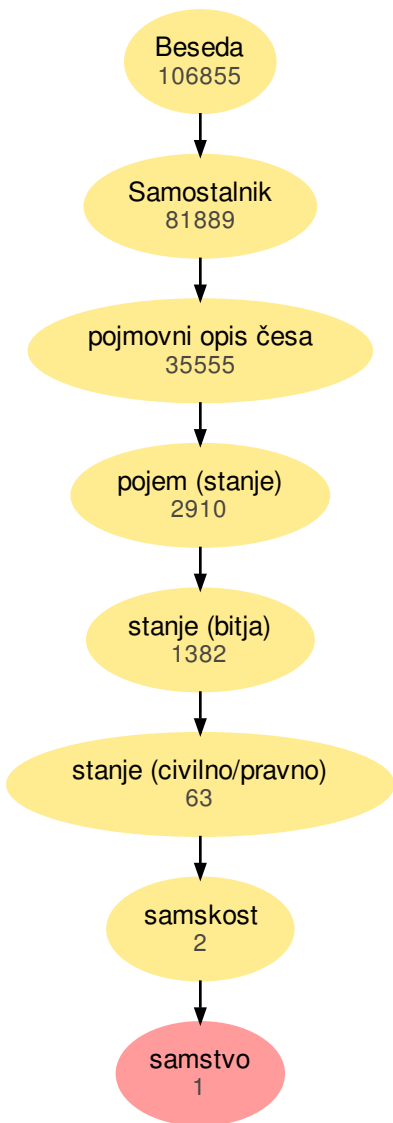 Beseda
106855
Samostalnik
81889
pojmovni opis česa
35555
pojem (stanje)
2910
stanje (bitja)
1382
stanje (civilno/pravno)
63
samskost
2
samstvo
1